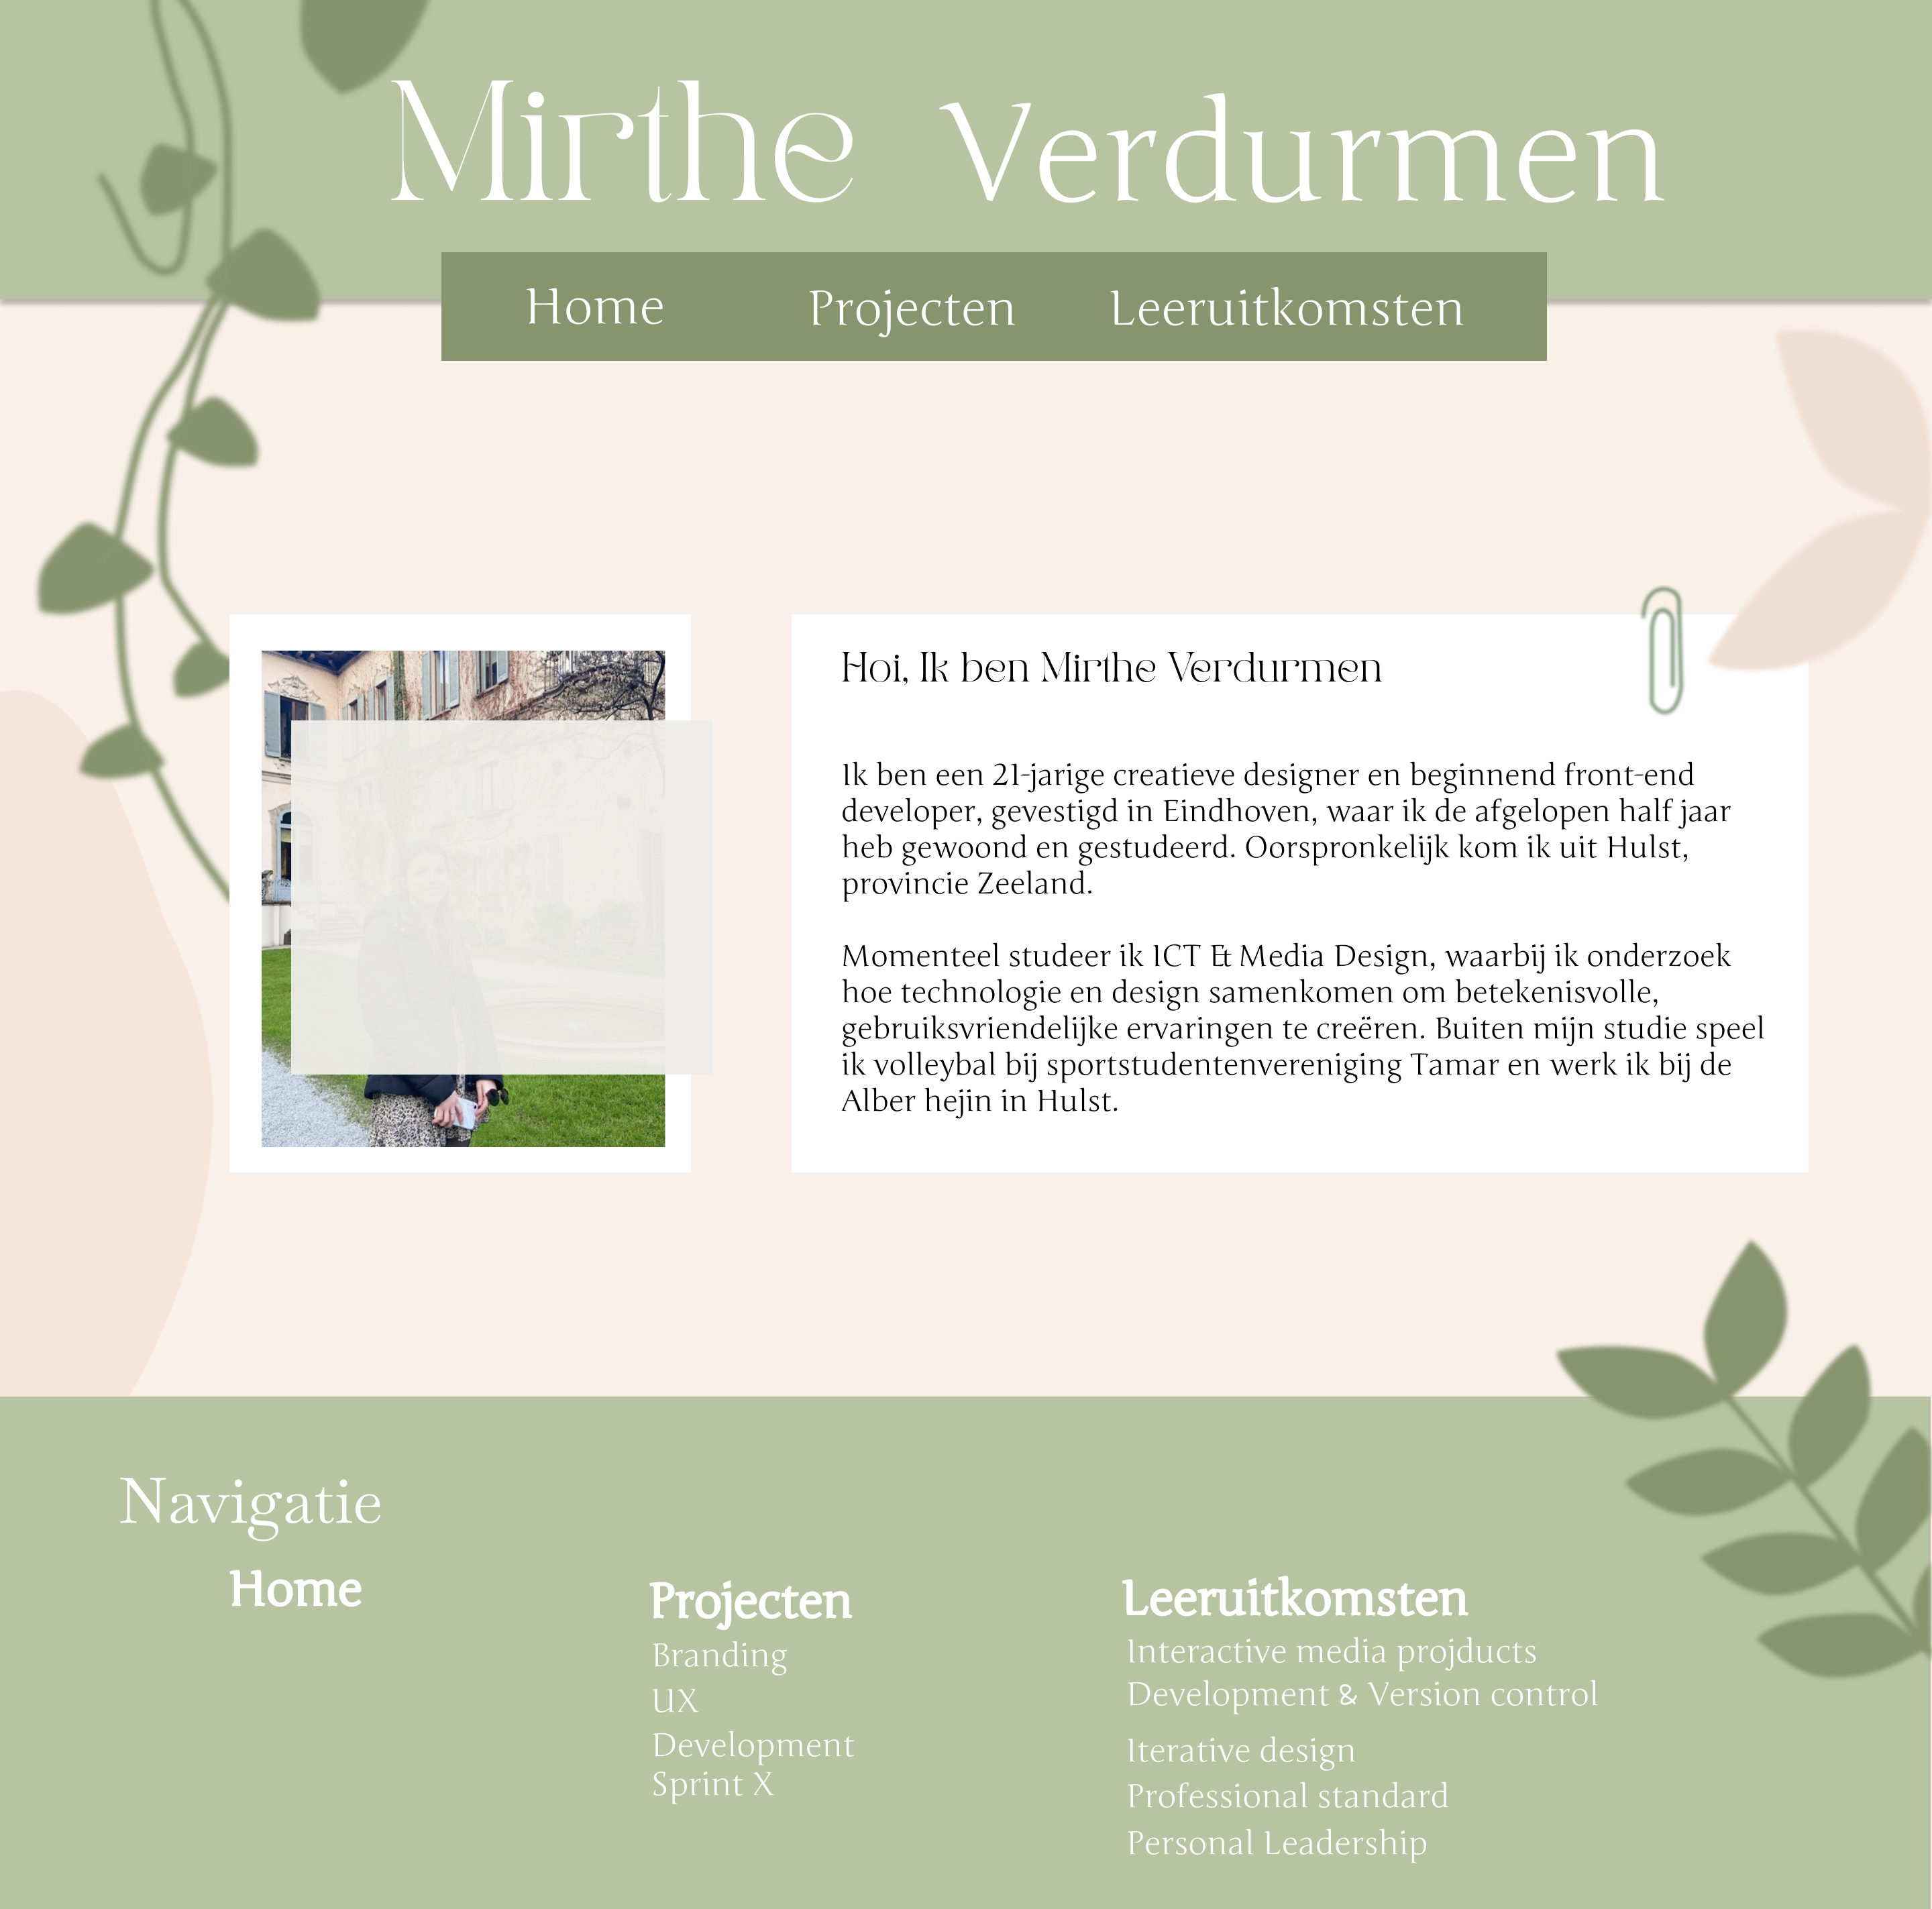 Mirthe Verdurmen
Home Projecten Leeruitkomsten
Hoi, Ik ben Mirthe Verdurmen
Ik ben een 21-jarige creatieve designer en beginnend front-end
developer, gevestigd in Eindhoven, waar ik de afgelopen half jaar
heb gewoond en gestudeerd. Oorspronkelijk kom ik uit Hulst,
provincie Zeeland.
Momenteel studeer ik ICT & Media Design, waarbij ik onderzoek
hoe technologie en design samenkomen om betekenisvolle,
gebruiksvriendelijke ervaringen te creëren. Buiten mijn studie speel
ik volleybal bij sportstudentenvereniging Tamar en werk ik bij de
Alber hejin in Hulst.
Navigatie
Home
Projecten
Branding
UX
Development
Sprint X
Leeruitkomsten
Interactive media projducts
Development & Version control
Iterative design
Professional standard
Personal Leadership